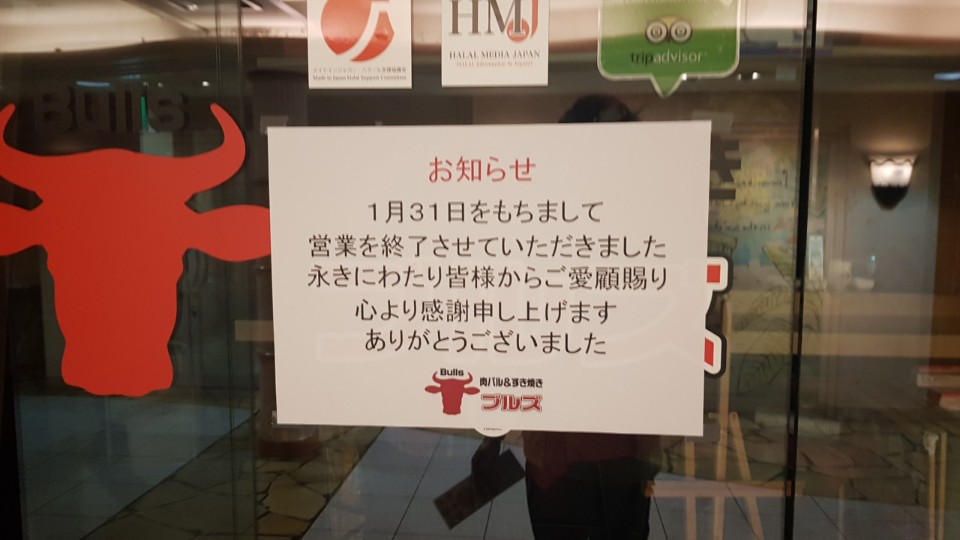 HMJ
HALAL MEDIA JAPAN
tripadvisor
Bulls
お知らせ
１月３１日をもちまして
営業を終了させていただきました
永きにわたり皆様からご愛顧賜り
心より感謝申し上げます
ありがとうございました
Bulls
肉バル&すき焼き
ブルズ